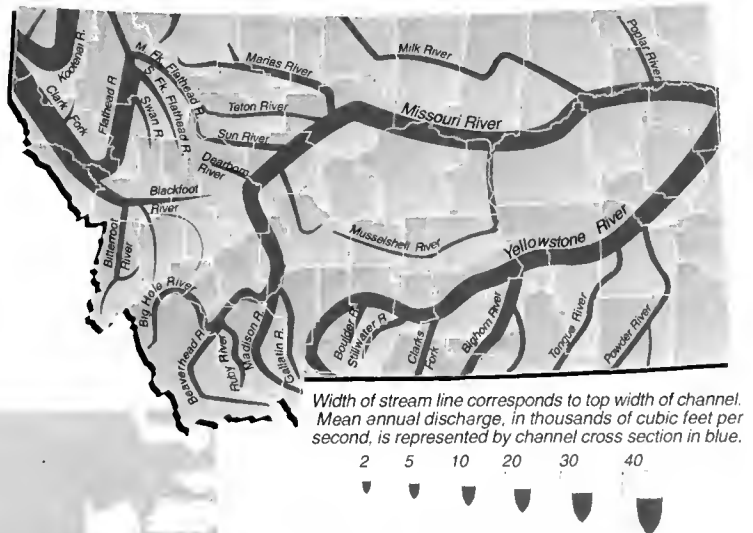 Kootenai R.
Clark Fork
Flathead R.
M. Fk. Flathead R.
S. Fk. Flathead R.
Swan R.
Marias River
Teton River
Sun River
Dearborn River
Milk River
Poplar River
Missouri River
Blackfoot River
Bitterroot River
Musselshell River
Yellowstone River
Big Hole River
Beaverhead R.
Ruby River
Madison R.
Gallatin R.
Boulder R.
Stillwater R.
Clarks Fork
Bighorn River
Tongue River
Powder River
Width of stream line corresponds to top width of channel.
Mean annual discharge, in thousands of cubic feet per
second, is represented by channel cross section in blue.
2 5 10 20 30 40